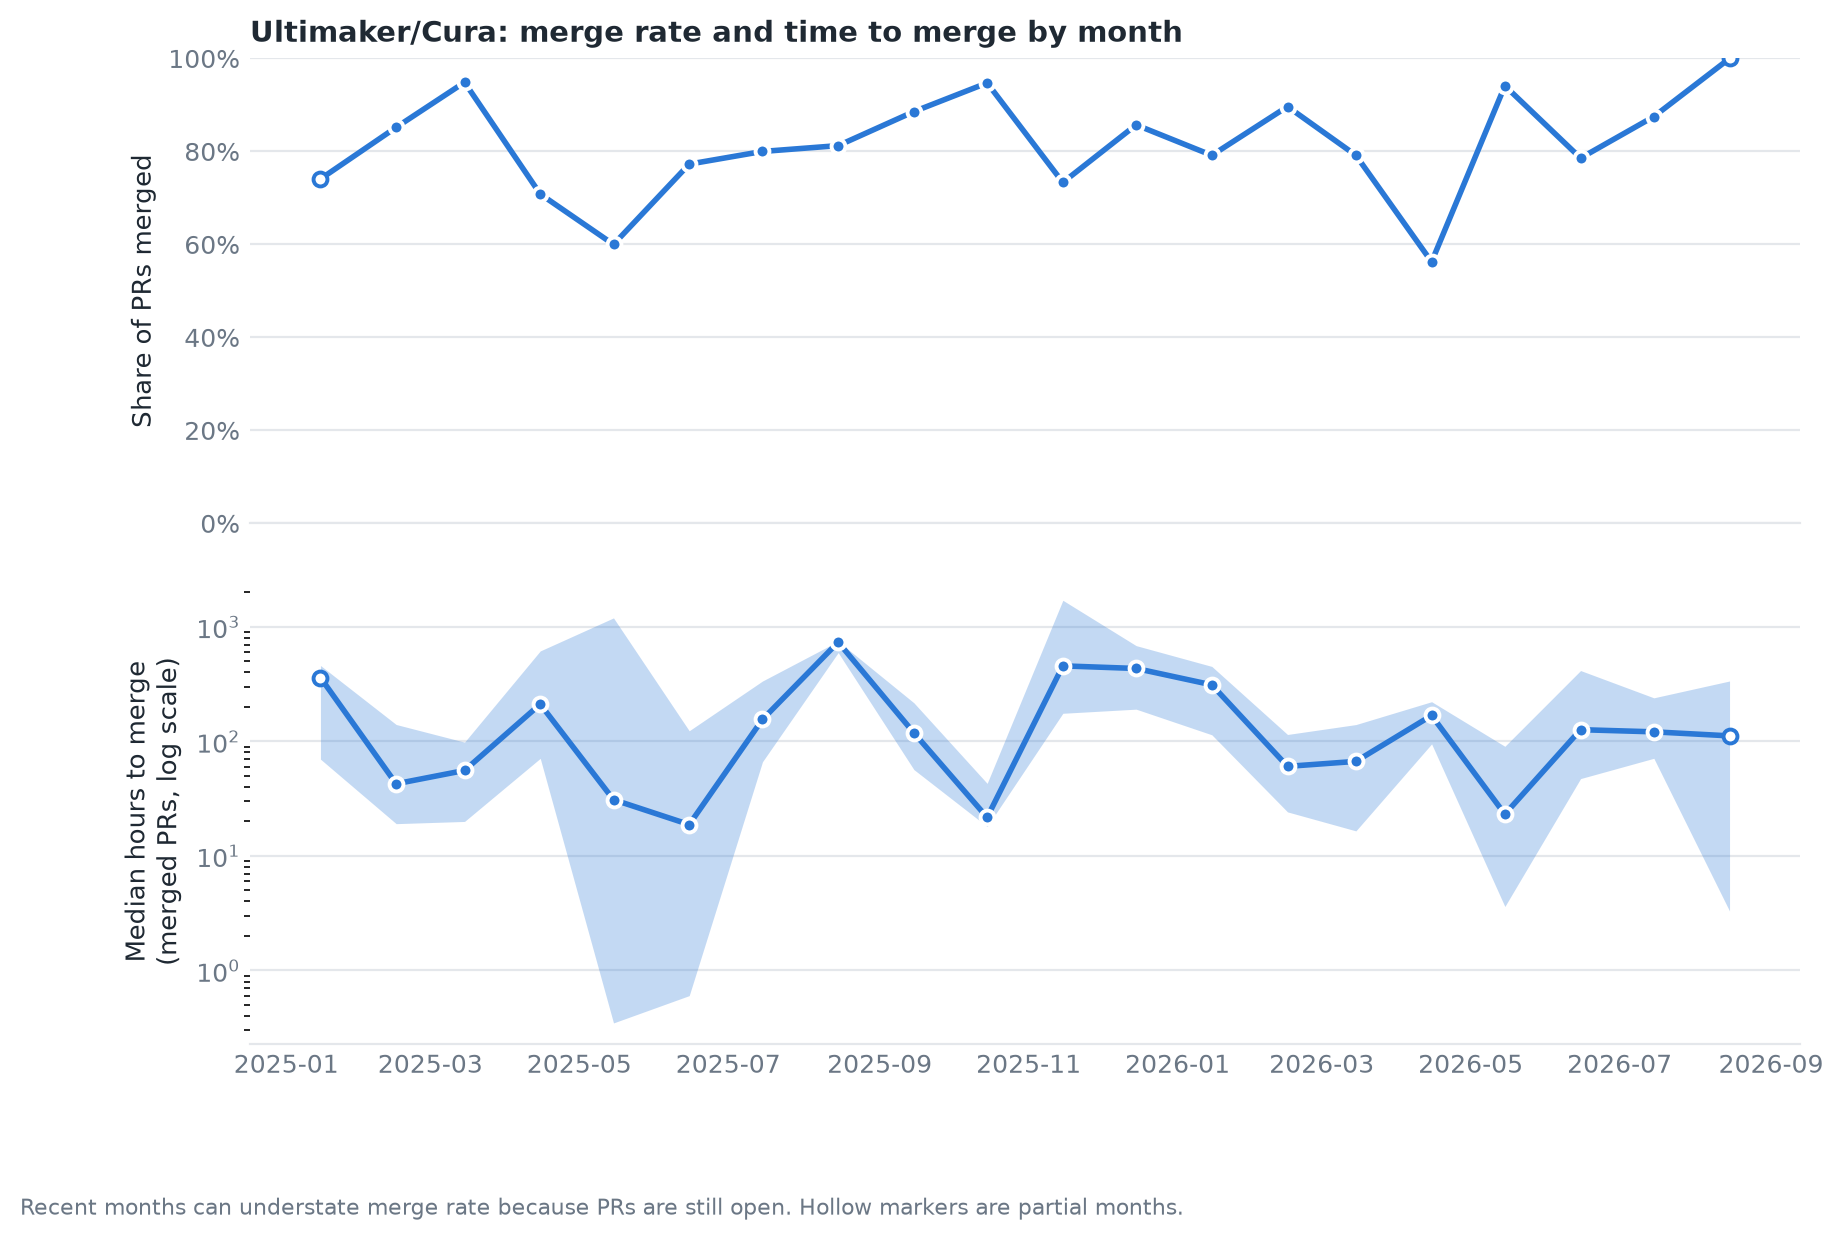 Ultimaker/Cura: merge rate and time to merge by month
100%
80%
60%
40%
20%
0%
Share of PRs merged
10³
10²
10¹
10⁰
Median hours to merge
(merged PRs, log scale)
2025-01 2025-03 2025-05 2025-07 2025-09 2025-11 2026-01 2026-03 2026-05 2026-07 2026-09
Recent months can understate merge rate because PRs are still open. Hollow markers are partial months.